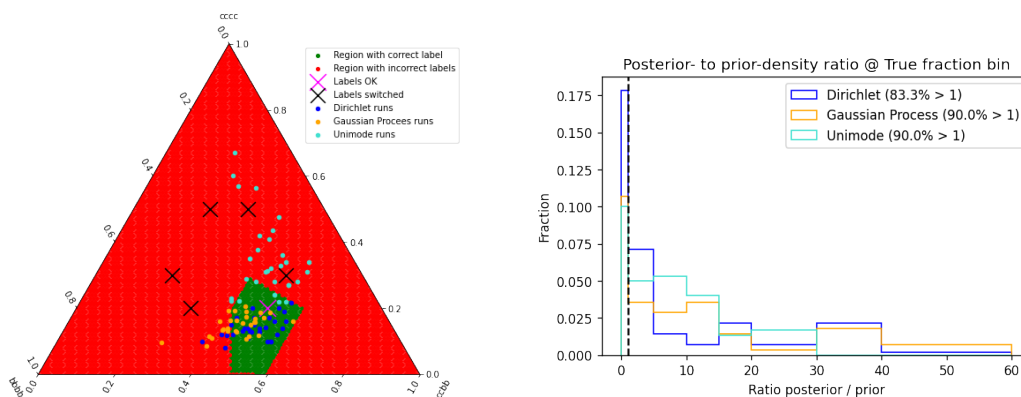 cccc
0.0
1.0
Region with correct label
Region with incorrect labels
Labels OK
Labels switched
Dirichlet runs
Gaussian Procees runs
Unimode runs
0.2
0.8
0.4
0.6
0.6
0.4
0.8
0.2
1.0
0.0
bbbb
0.0
0.2
0.4
0.6
0.8
1.0
ccbb
Posterior- to prior-density ratio @ True fraction bin
Dirichlet (83.3% > 1)
Gaussian Process (90.0% > 1)
Unimode (90.0% > 1)
Fraction
0.175
0.150
0.125
0.100
0.075
0.050
0.025
0.000
0
10
20
30
40
50
60
Ratio posterior / prior